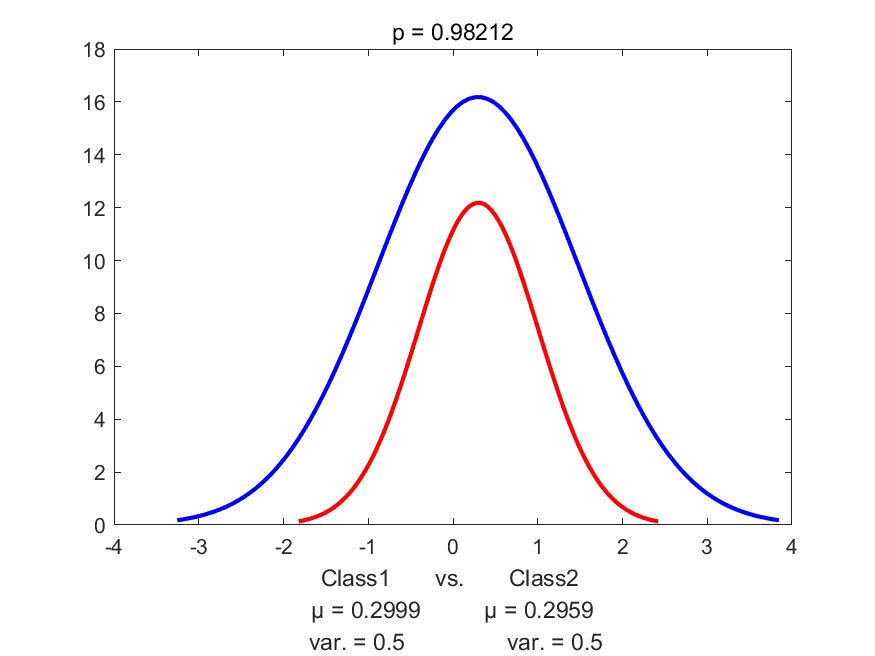 p = 0.98212
18
16
14
12
10
8
6
4
2
0
-4 -3 -2 -1 0 1 2 3 4
Class1 vs. Class2
μ = 0.2999 μ = 0.2959
var. = 0.5 var. = 0.5